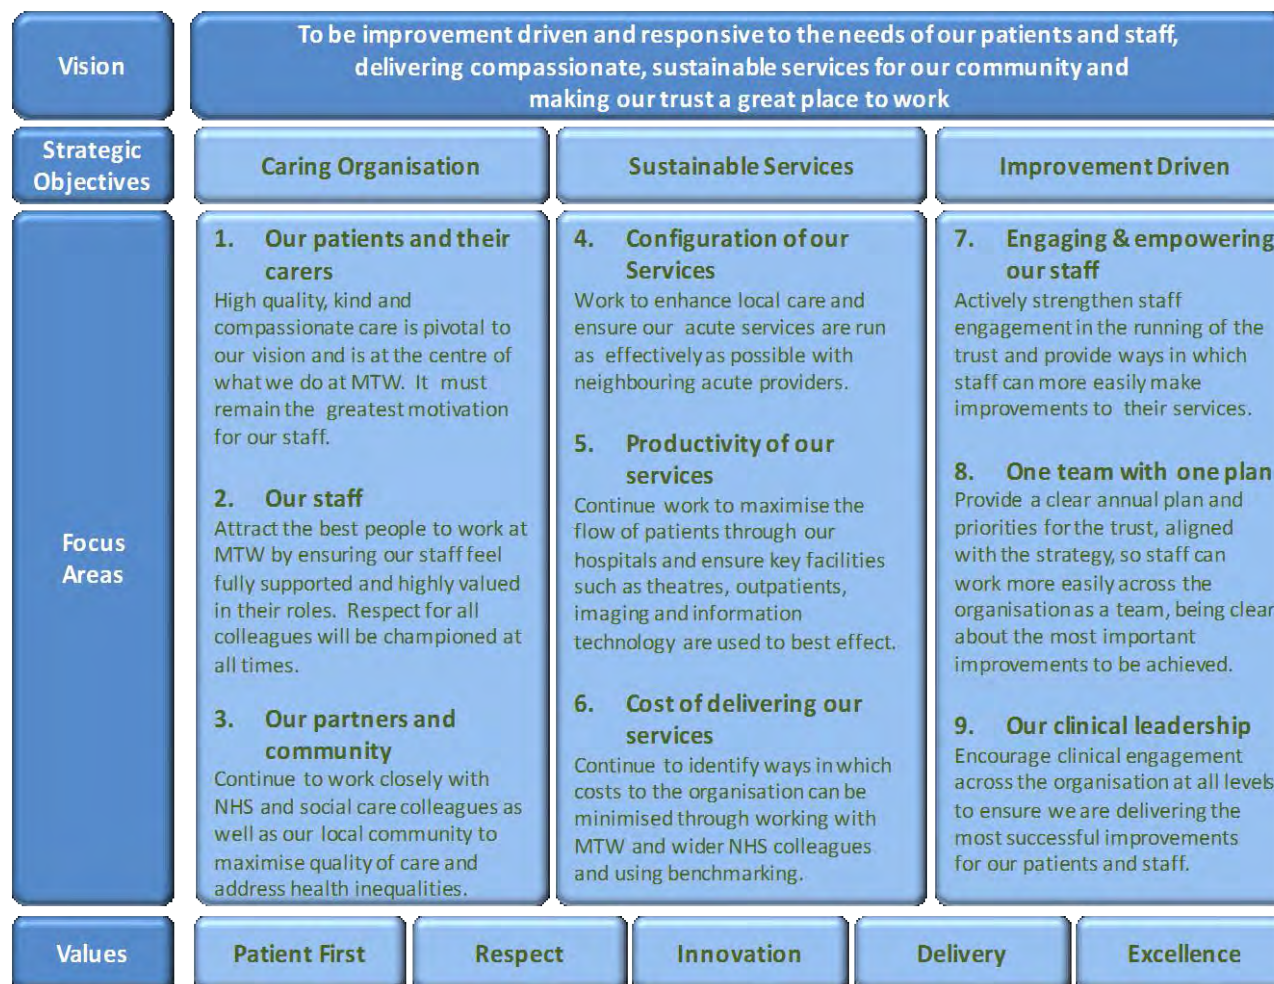 Vision
To be improvement driven and responsive to the needs of our patients and staff,
delivering compassionate, sustainable services for our community and
making our trust a great place to work
Strategic
Objectives
Caring Organisation
Sustainable Services
Improvement Driven
Focus
Areas
1. Our patients and their
carers
High quality, kind and
compassionate care is pivotal to
our vision and is at the centre of
what we do at MTW. It must
remain the greatest motivation
for our staff.
2. Our staff
Attract the best people to work at
MTW by ensuring our staff feel
fully supported and highly valued
in their roles. Respect for all
colleagues will be championed at
all times.
3. Our partners and
community
Continue to work closely with
NHS and social care colleagues as
well as our local community to
maximise quality of care and
address health inequalities.
4. Configuration of our
Services
Work to enhance local care and
ensure our acute services are run
as effectively as possible with
neighbouring acute providers.
5. Productivity of our
services
Continue work to maximise the
flow of patients through our
hospitals and ensure key facilities
such as theatres, outpatients,
imaging and information
technology are used to best effect.
6. Cost of delivering our
services
Continue to identify ways in which
costs to the organisation can be
minimised through working with
MTW and wider NHS colleagues
and using benchmarking.
7. Engaging & empowering
our staff
Actively strengthen staff
engagement in the running of the
trust and provide ways in which
staff can more easily make
improvements to their services.
8. One team with one plan
Provide a clear annual plan and
priorities for the trust, aligned
with the strategy, so staff can
work more easily across the
organisation as a team, being clear
about the most important
improvements to be achieved.
9. Our clinical leadership
Encourage clinical engagement
across the organisation at all levels
to ensure we are delivering the
most successful improvements
for our patients and staff.
Values
Patient First
Respect
Innovation
Delivery
Excellence